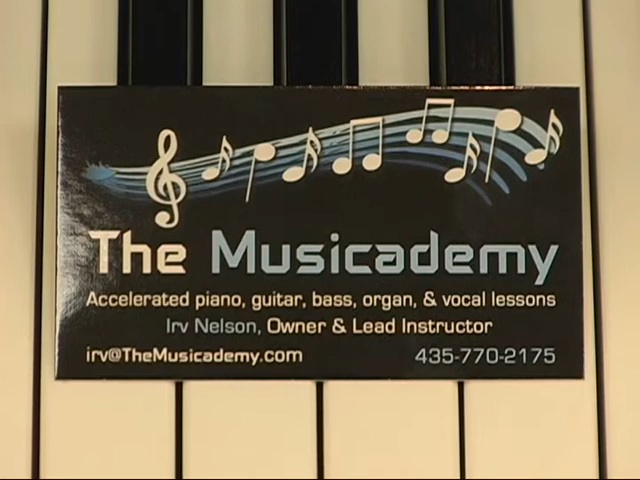 The Musicademy
Accelerated piano, guitar, bass, organ, & vocal lessons
Irv Nelson, Owner & Lead Instructor
irv@TheMusicademy.com 435-770-2175